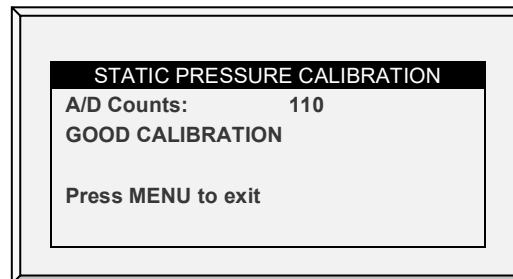 STATIC PRESSURE CALIBRATION
A/D Counts: 110
GOOD CALIBRATION
Press MENU to exit